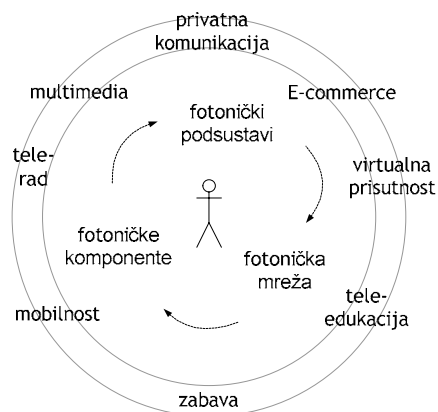 privatna
komunikacija
multimedia
E-commerce
fotonički
podsustavi
tele-
rad
virtualna
prisutnost
fotoničke
komponente
fotonička
mreža
mobilnost
tele-
edukacija
zabava